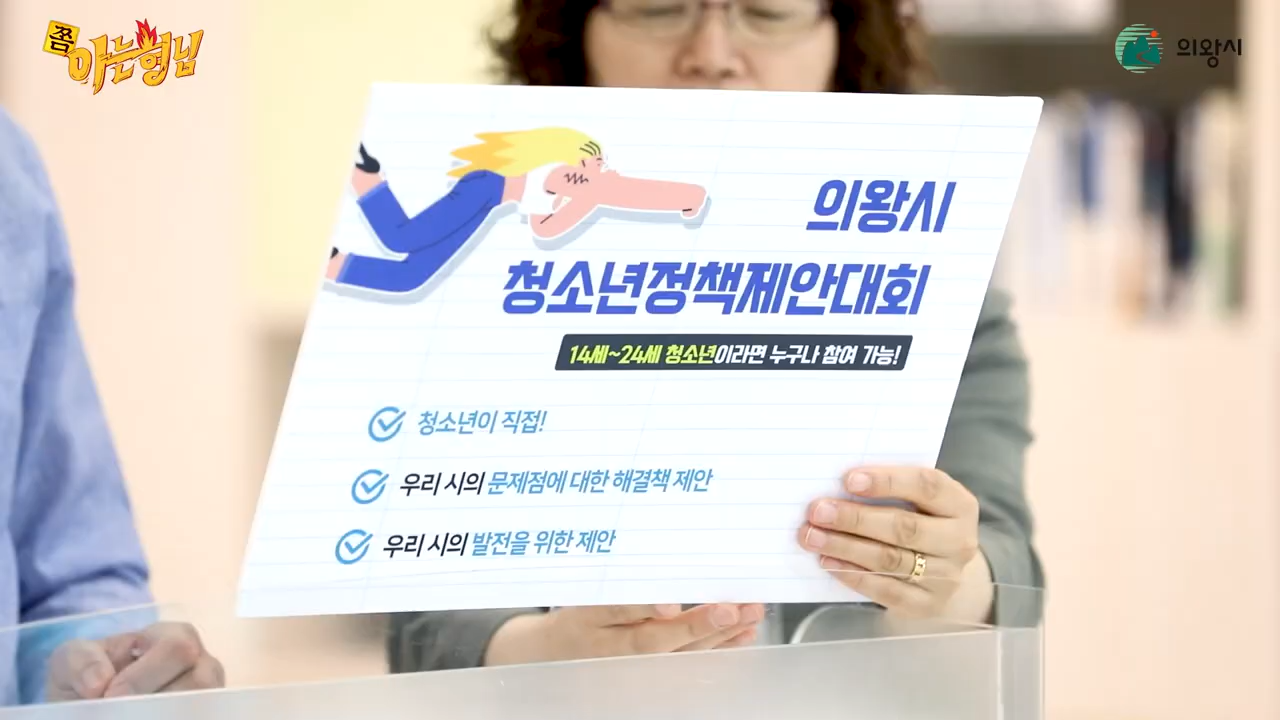 쫌
아는형님
의왕시
의왕시
청소년정책제안대회
14세~24세 청소년이라면 누구나 참여 가능!
청소년이 직접!
우리 시의 문제점에 대한 해결책 제안
우리 시의 발전을 위한 제안